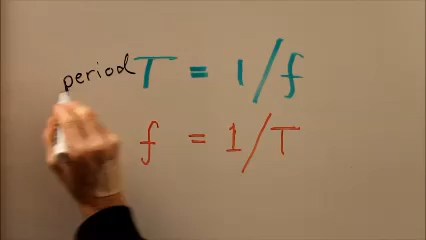 period T = 1/f
f = 1/T